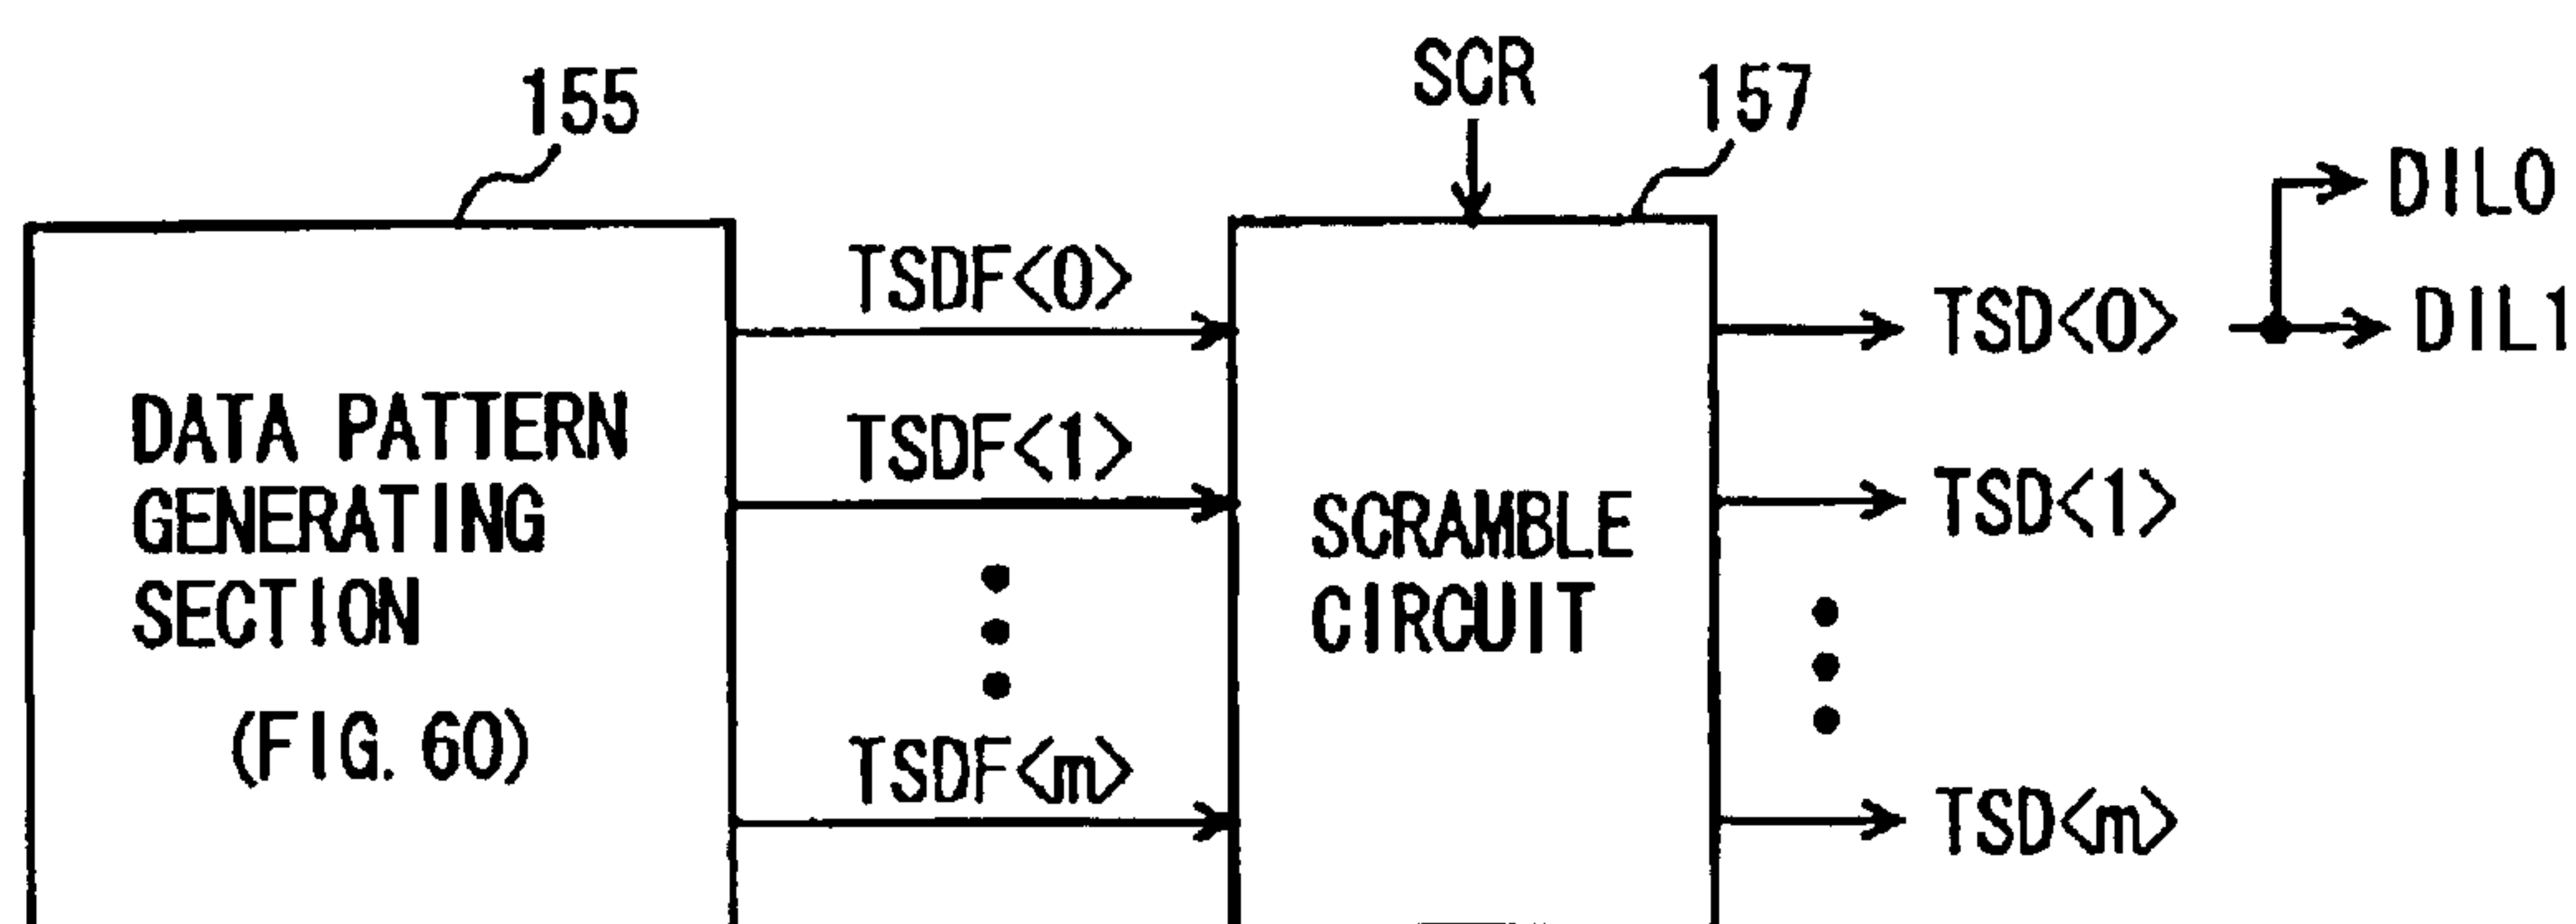 155
SCR
157
DIL0
TSDF<0>
TSD<0>
DIL1
DATA PATTERN
GENERATING
SECTION
(FIG. 60)
TSDF<1>
TSD<1>
SCRAMBLE
CIRCUIT
TSDF<m>
TSD<m>